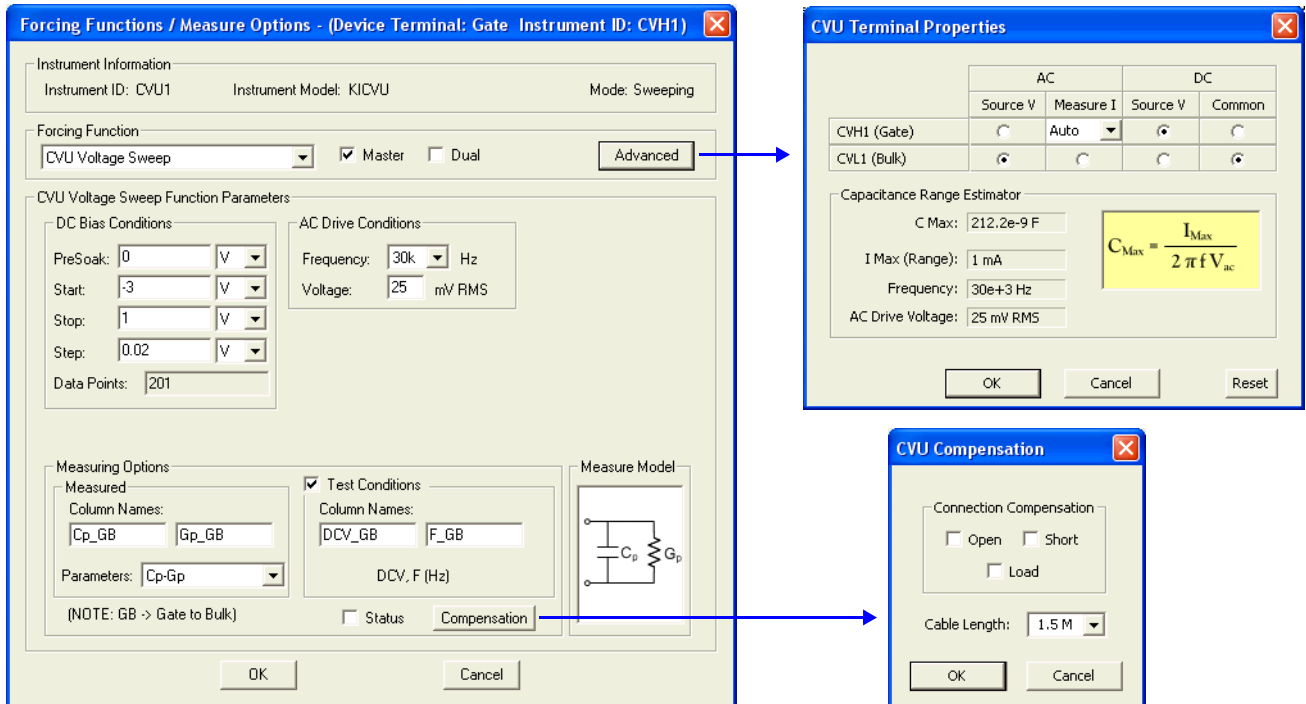 Forcing Functions / Measure Options - (Device Terminal: Gate  Instrument ID: CVH1)
Instrument Information
Instrument ID: CVU1 Instrument Model: KICVU Mode: Sweeping
Forcing Function
CVU Voltage Sweep Master Dual Advanced
CVU Voltage Sweep Function Parameters
DC Bias Conditions
PreSoak: 0 V
Start: -3 V
Stop: 1 V
Step: 0.02 V
Data Points: 201
AC Drive Conditions
Frequency: 30k Hz
Voltage: 25 mV RMS
Measuring Options
Measured
Column Names:
Cp_GB Gp_GB
Parameters: Cp-Gp
(NOTE: GB -> Gate to Bulk)
Test Conditions
Column Names:
DCV_GB F_GB
DCV, F (Hz)
Status Compensation
Measure Model
Cp Gp
OK Cancel
CVU Terminal Properties
AC DC
Source V Measure I Source V Common
CVH1 (Gate) Auto
CVL1 (Bulk)
Capacitance Range Estimator
C Max: 212.2e-9 F
I Max (Range): 1 mA
Frequency: 30e+3 Hz
AC Drive Voltage: 25 mV RMS
C_Max = I_Max / 2 π f V_ac
OK Cancel Reset
CVU Compensation
Connection Compensation
Open Short
Load
Cable Length: 1.5 M
OK Cancel